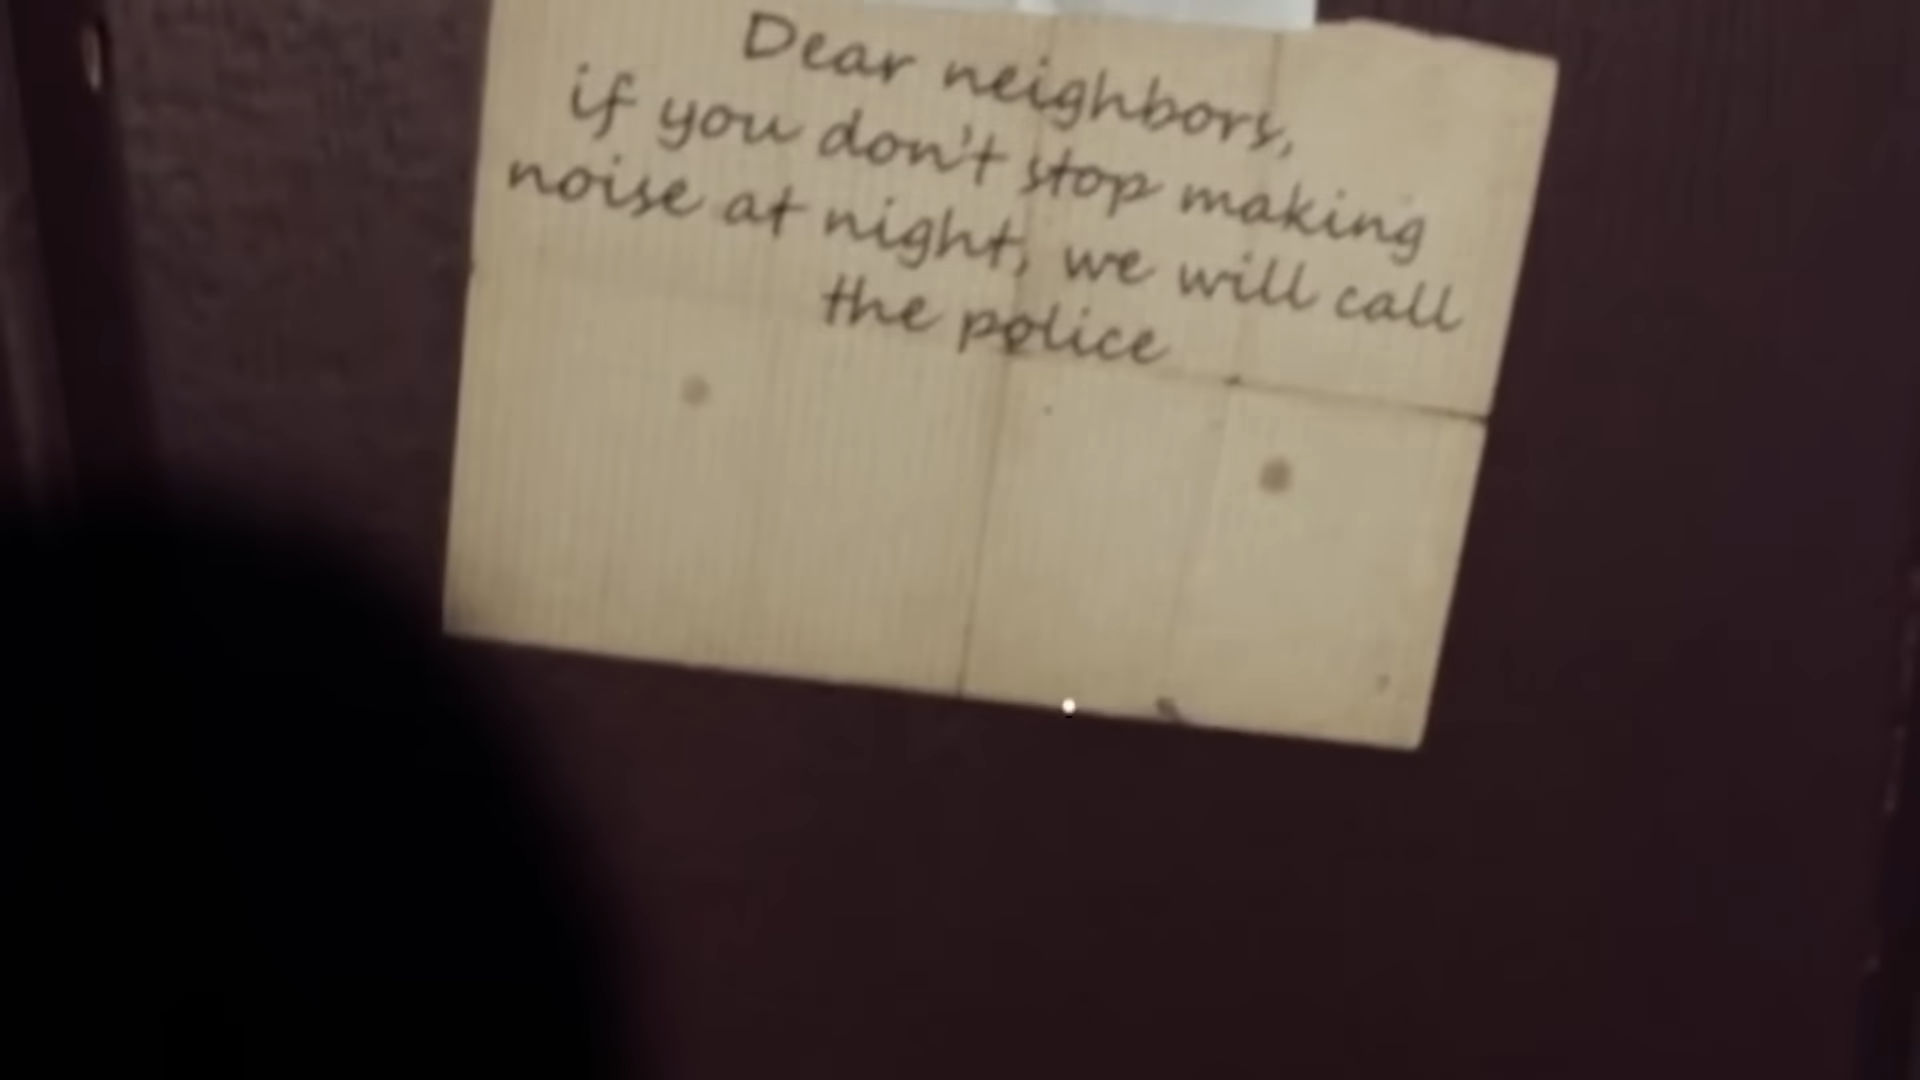 Dear neighbors,
if you don't stop making
noise at night, we will call
the police